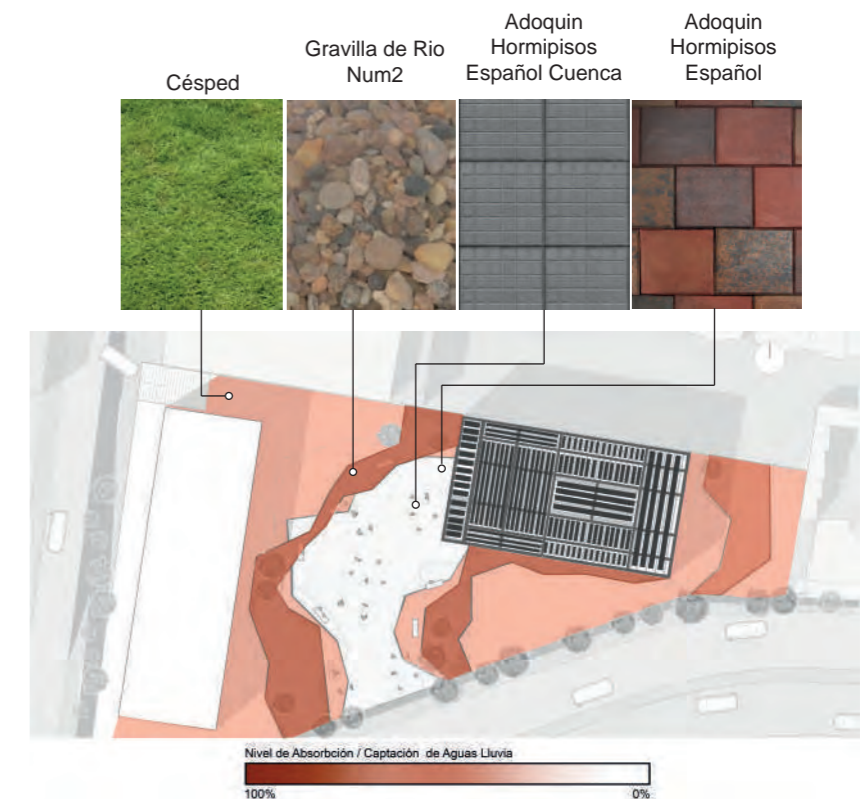 Césped
Gravilla de Rio
Num2
Adoquin
Hormipisos
Español Cuenca
Adoquin
Hormipisos
Español
Nivel de Absorbción / Captación de Aguas Lluvia
100%
0%